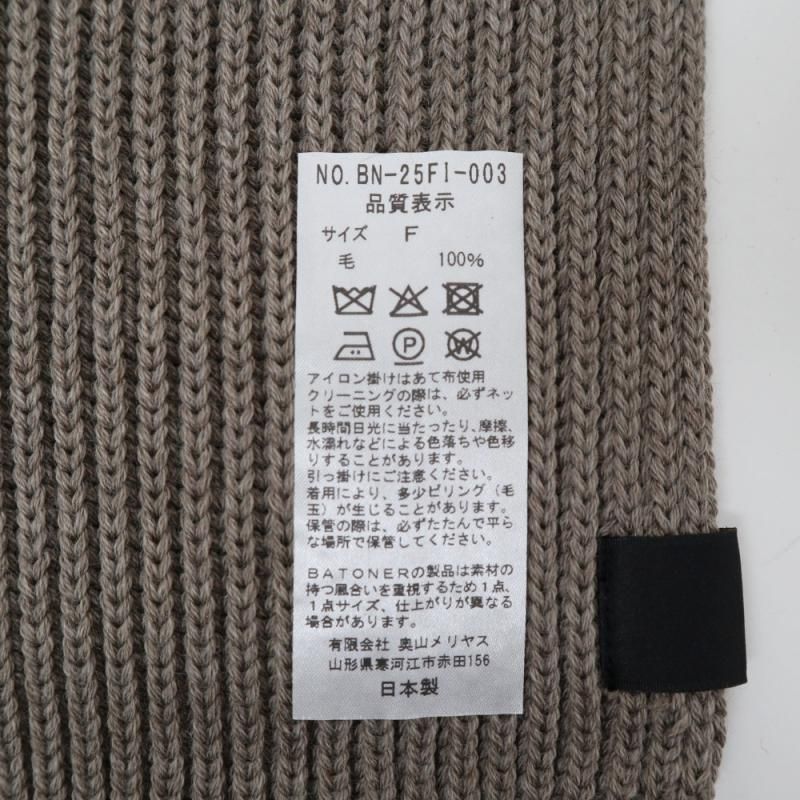 NO. BN-25FI-003
品質表示
サイズ F
毛 100%
P
W
アイロン掛けはあて布使用
クリーニングの際は、必ずネッ
トをご使用ください。
長時間日光に当たったり、摩擦、
水濡れなどによる色落ちや色移
りすることがあります。
引っ掛けにご注意ください。
着用により、多少ピリング（毛
玉）が生じることがあります。
保管の際は、必ずたたんで平ら
な場所で保管してください。
BATONERの製品は素材の
持つ風合いを重視するため1点、
1点サイズ、仕上がりが異なる
場合があります。
有限会社 奥山メリヤス
山形県寒河江市赤田156
日本製